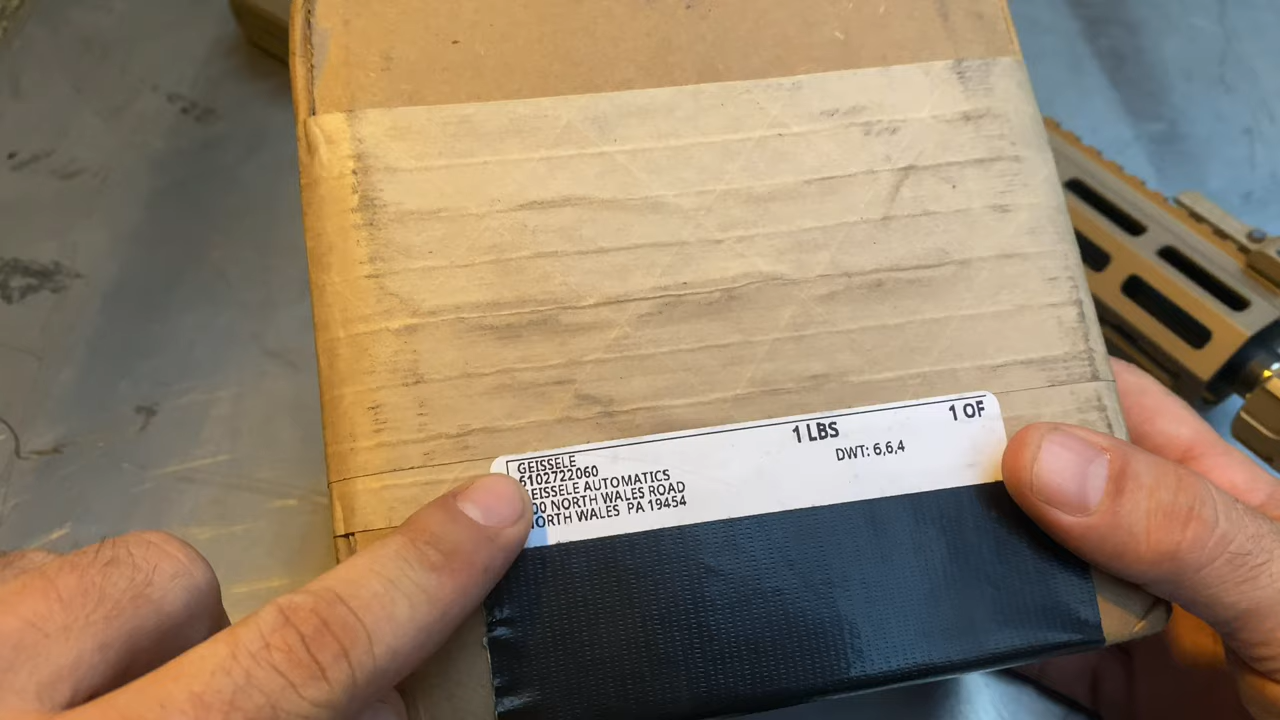 GEISSELE
6102722060
GEISSELE AUTOMATICS
00 NORTH WALES ROAD
NORTH WALES PA 19454
1 LBS
1 OF
DWT: 6,6,4